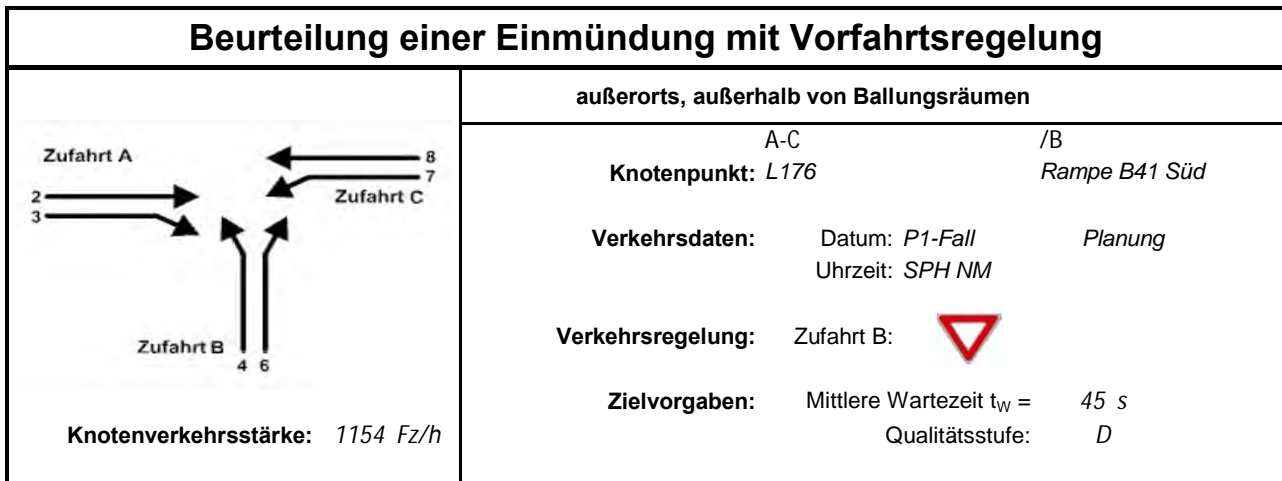 Beurteilung einer Einmündung mit Vorfahrtsregelung
außerorts, außerhalb von Ballungsräumen
Zufahrt A
8
7
Zufahrt C
2
3
Zufahrt B
4 6
Knotenverkehrsstärke: 1154 Fz/h
A-C /B
Knotenpunkt: L176 Rampe B41 Süd
Verkehrsdaten: Datum: P1-Fall Planung
Uhrzeit: SPH NM
Verkehrsregelung: Zufahrt B:
Zielvorgaben: Mittlere Wartezeit tW = 45 s
Qualitätsstufe: D